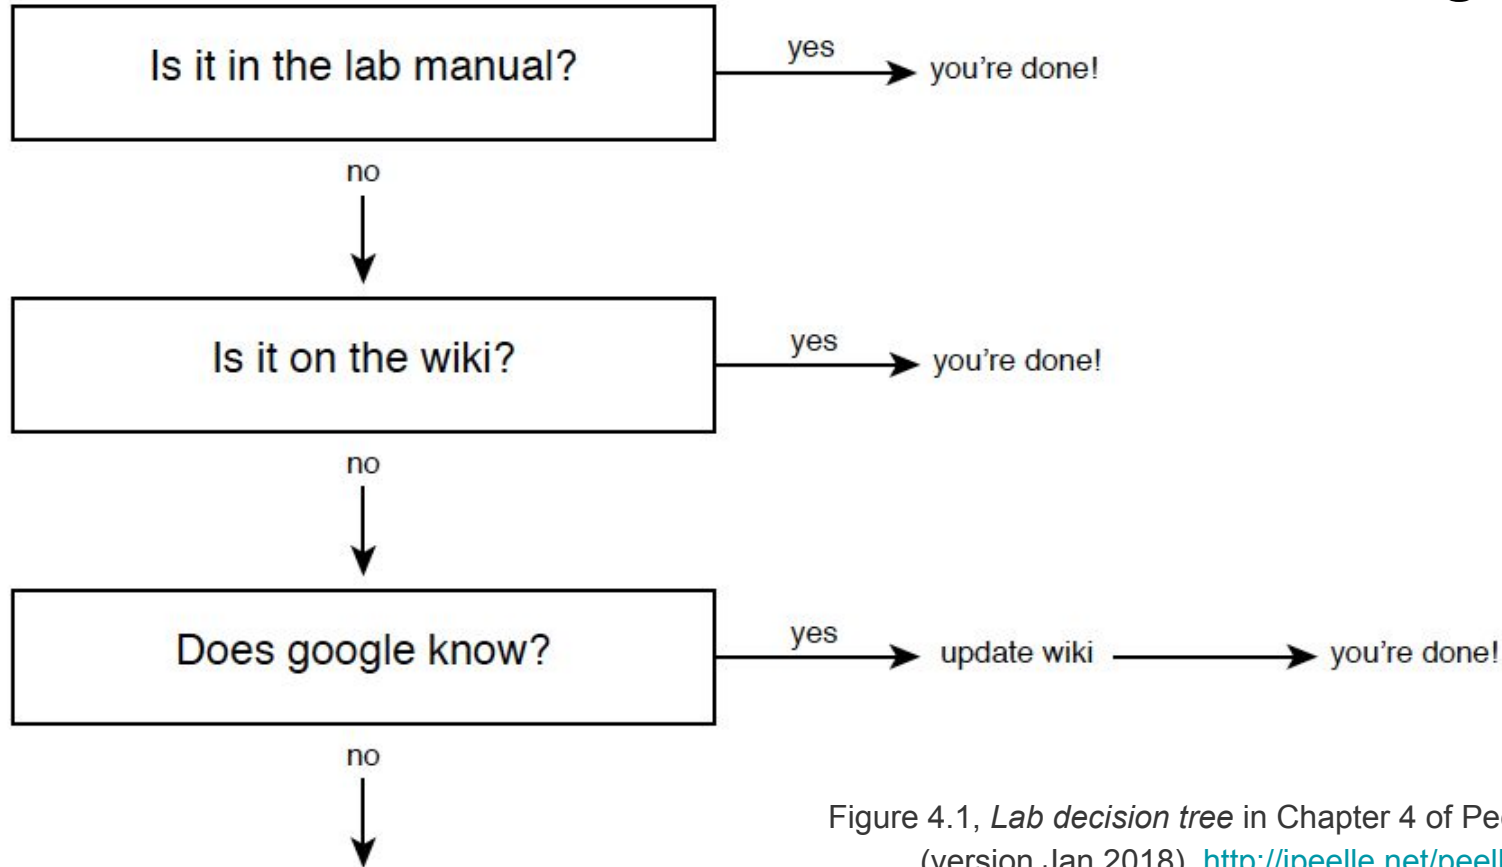 Is it in the lab manual?
yes
you're done!
no
Is it on the wiki?
yes
you're done!
no
Does google know?
yes
update wiki
you're done!
no
Figure 4.1, Lab decision tree in Chapter 4 of
(version Jan 2018)